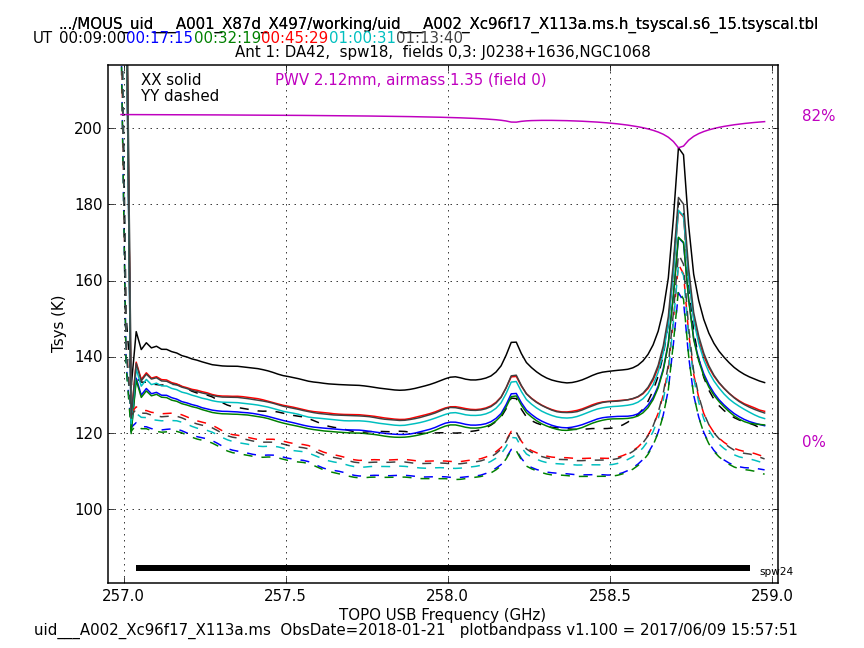 .../MOUS_uid___A001_X87d_X497/working/uid___A002_Xc96f17_X113a.ms.h_tsyscal.s6_15.tsyscal.tbl
UT 00:09:00 00:17:15 00:32:19 00:45:29 01:00:31 01:13:40
Ant 1: DA42, spw18, fields 0,3: J0238+1636,NGC1068
XX solid PWV 2.12mm, airmass 1.35 (field 0)
YY dashed
82%
200
180
160
140
120
100
Tsys (K)
0%
spw24
257.0 257.5 258.0 258.5 259.0
TOPO USB Frequency (GHz)
uid___A002_Xc96f17_X113a.ms ObsDate=2018-01-21 plotbandpass v1.100 = 2017/06/09 15:57:51